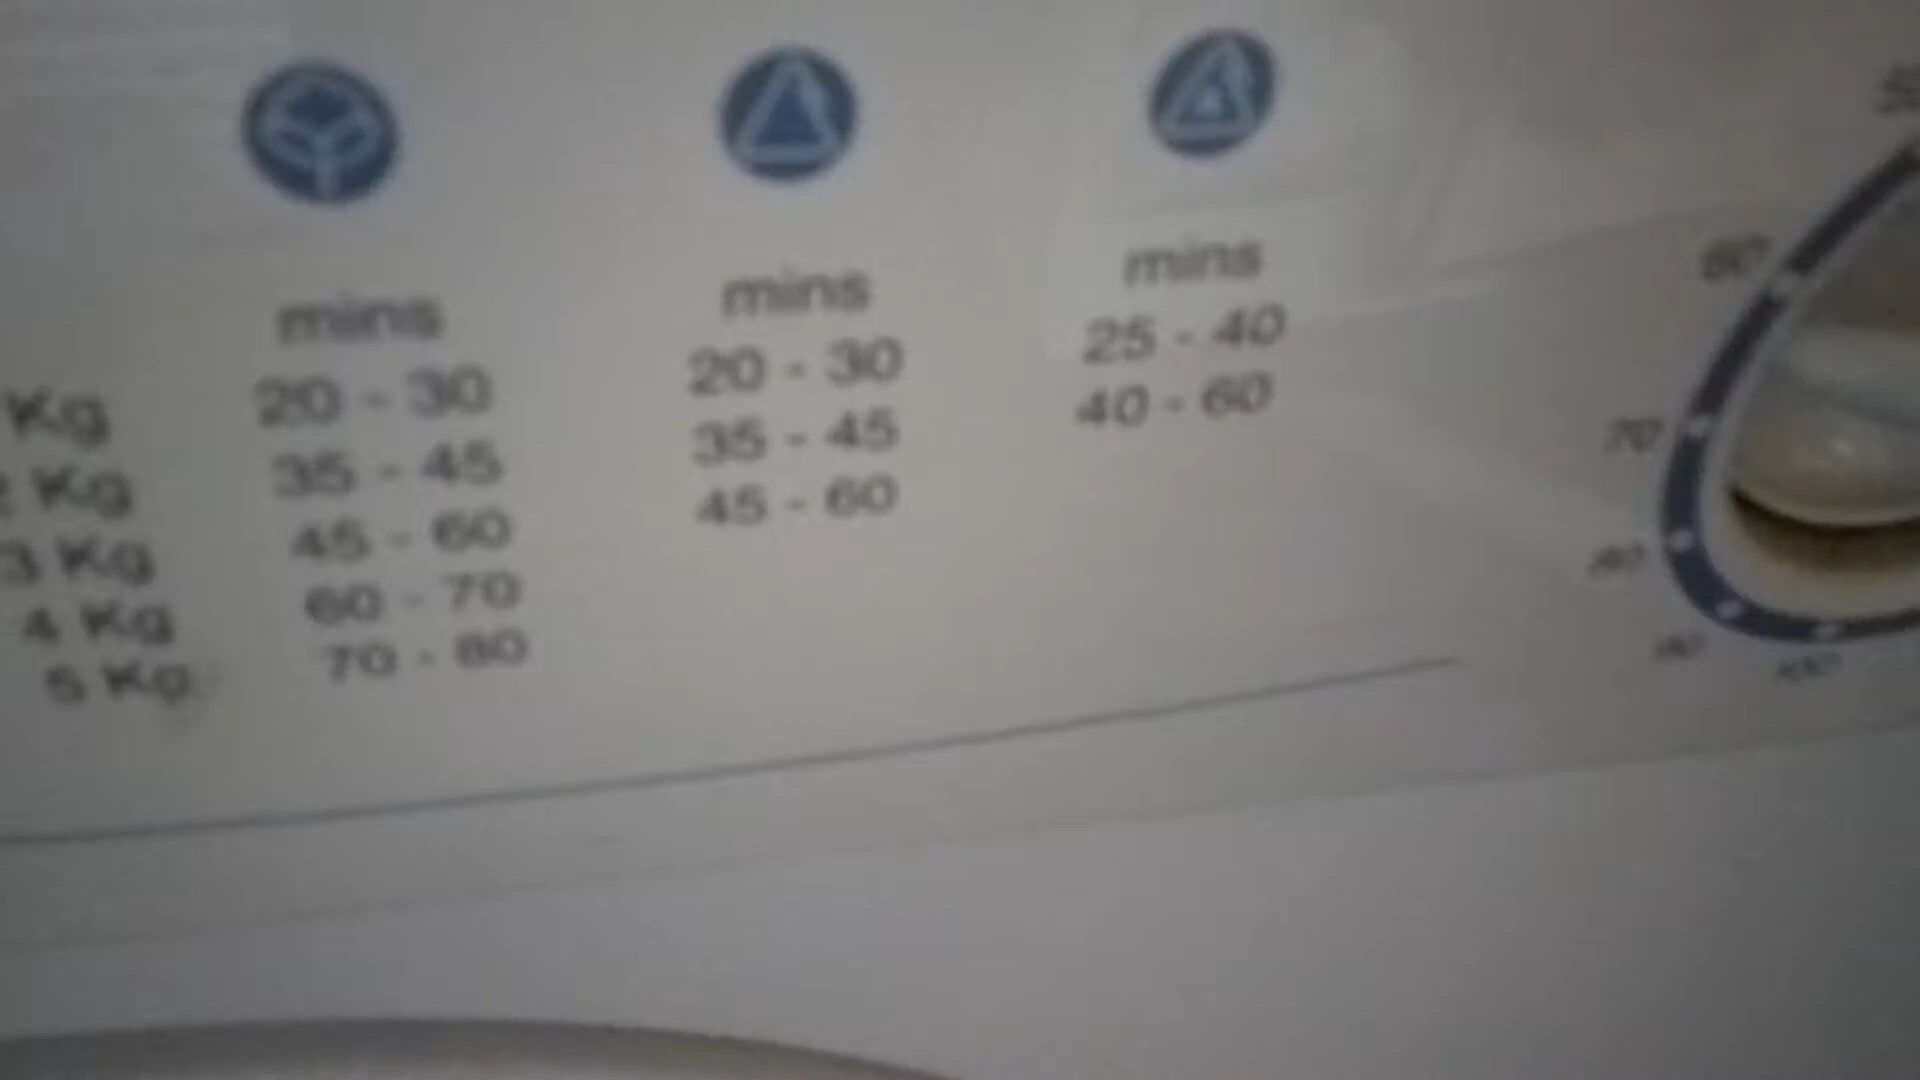 mins mins mins
Kg 20 - 30 20 - 30 25 - 40
Kg 35 - 45 35 - 45 40 - 60
3 Kg 45 - 60 45 - 60
4 Kg 60 - 70
5 Kg 70 - 80
60
70